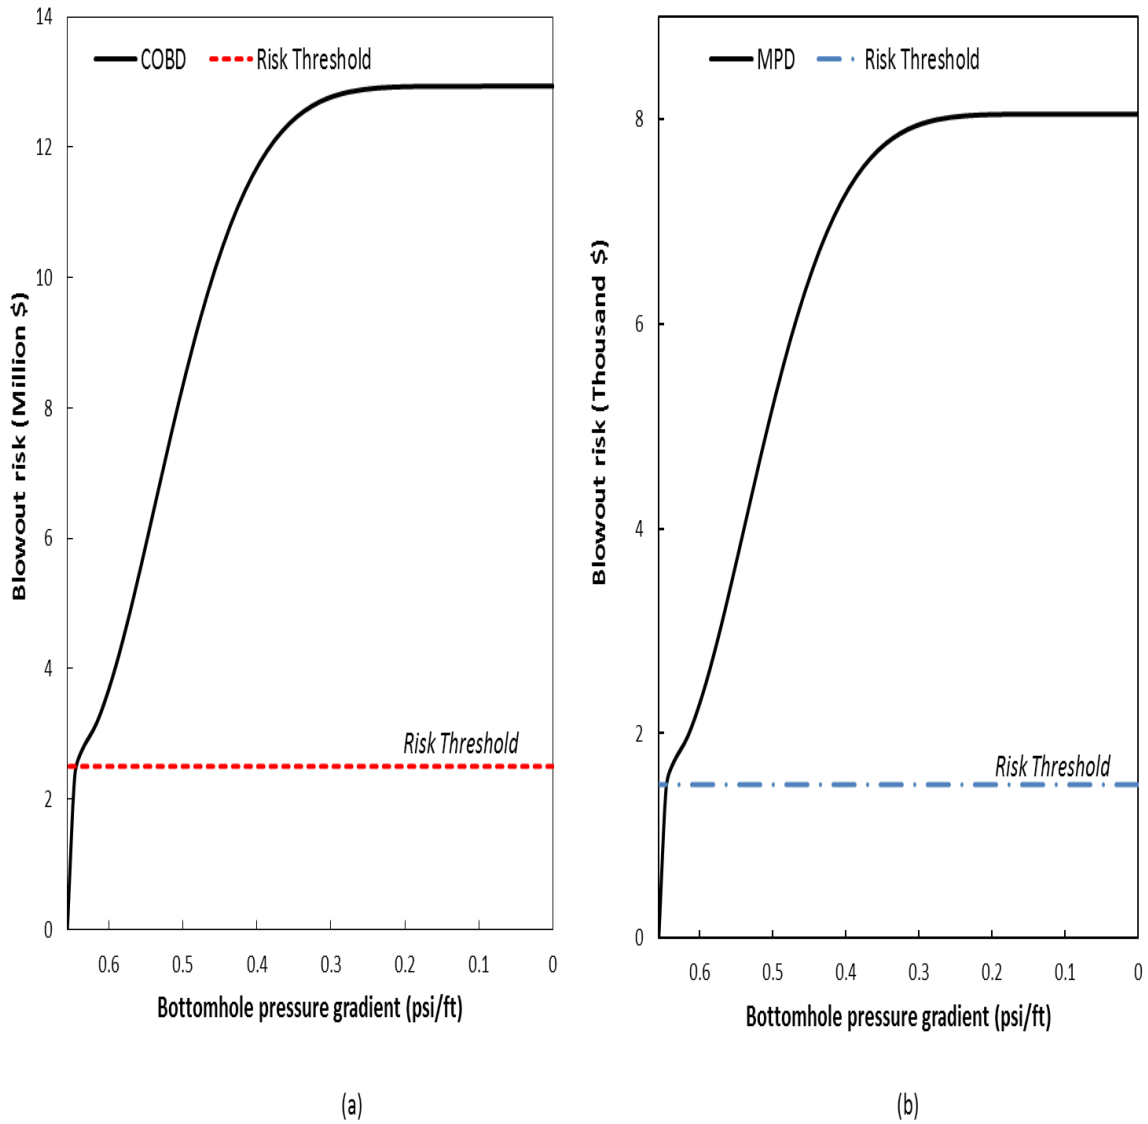 COBD
Risk Threshold
14
12
10
8
6
4
2
0
Blowout risk (Million $)
Risk Threshold
0.6 0.5 0.4 0.3 0.2 0.1 0
Bottomhole pressure gradient (psi/ft)
(a)
MPD
Risk Threshold
8
6
4
2
0
Blowout risk (Thousand $)
Risk Threshold
0.6 0.5 0.4 0.3 0.2 0.1 0
Bottomhole pressure gradient (psi/ft)
(b)